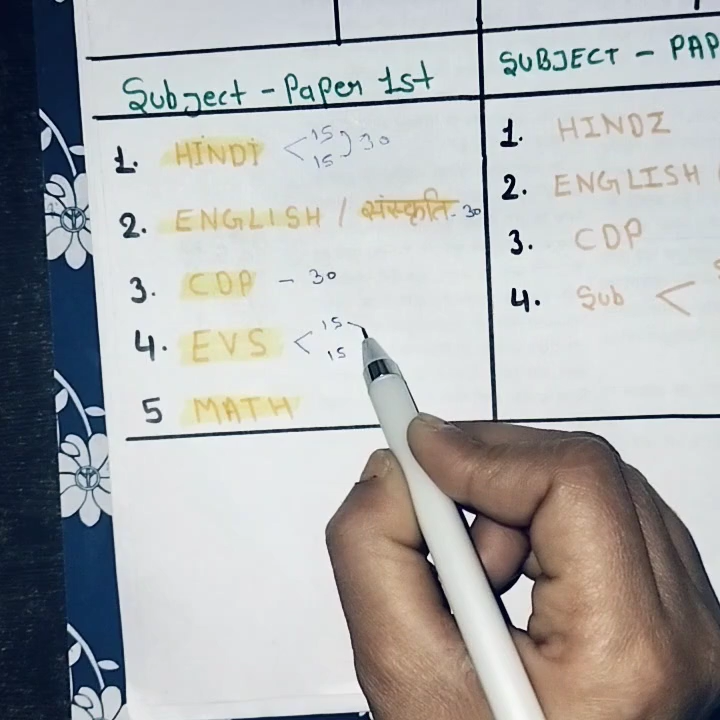 Subject - Paper 1st
1. HINDI < 15 15 ) 30
2. ENGLISH / संस्कृति - 30
3. CDP - 30
4. EVS < 15 15
5 MATH
SUBJECT - PAP
1. HINDI
2. ENGLISH
3. CDP
4. Sub <